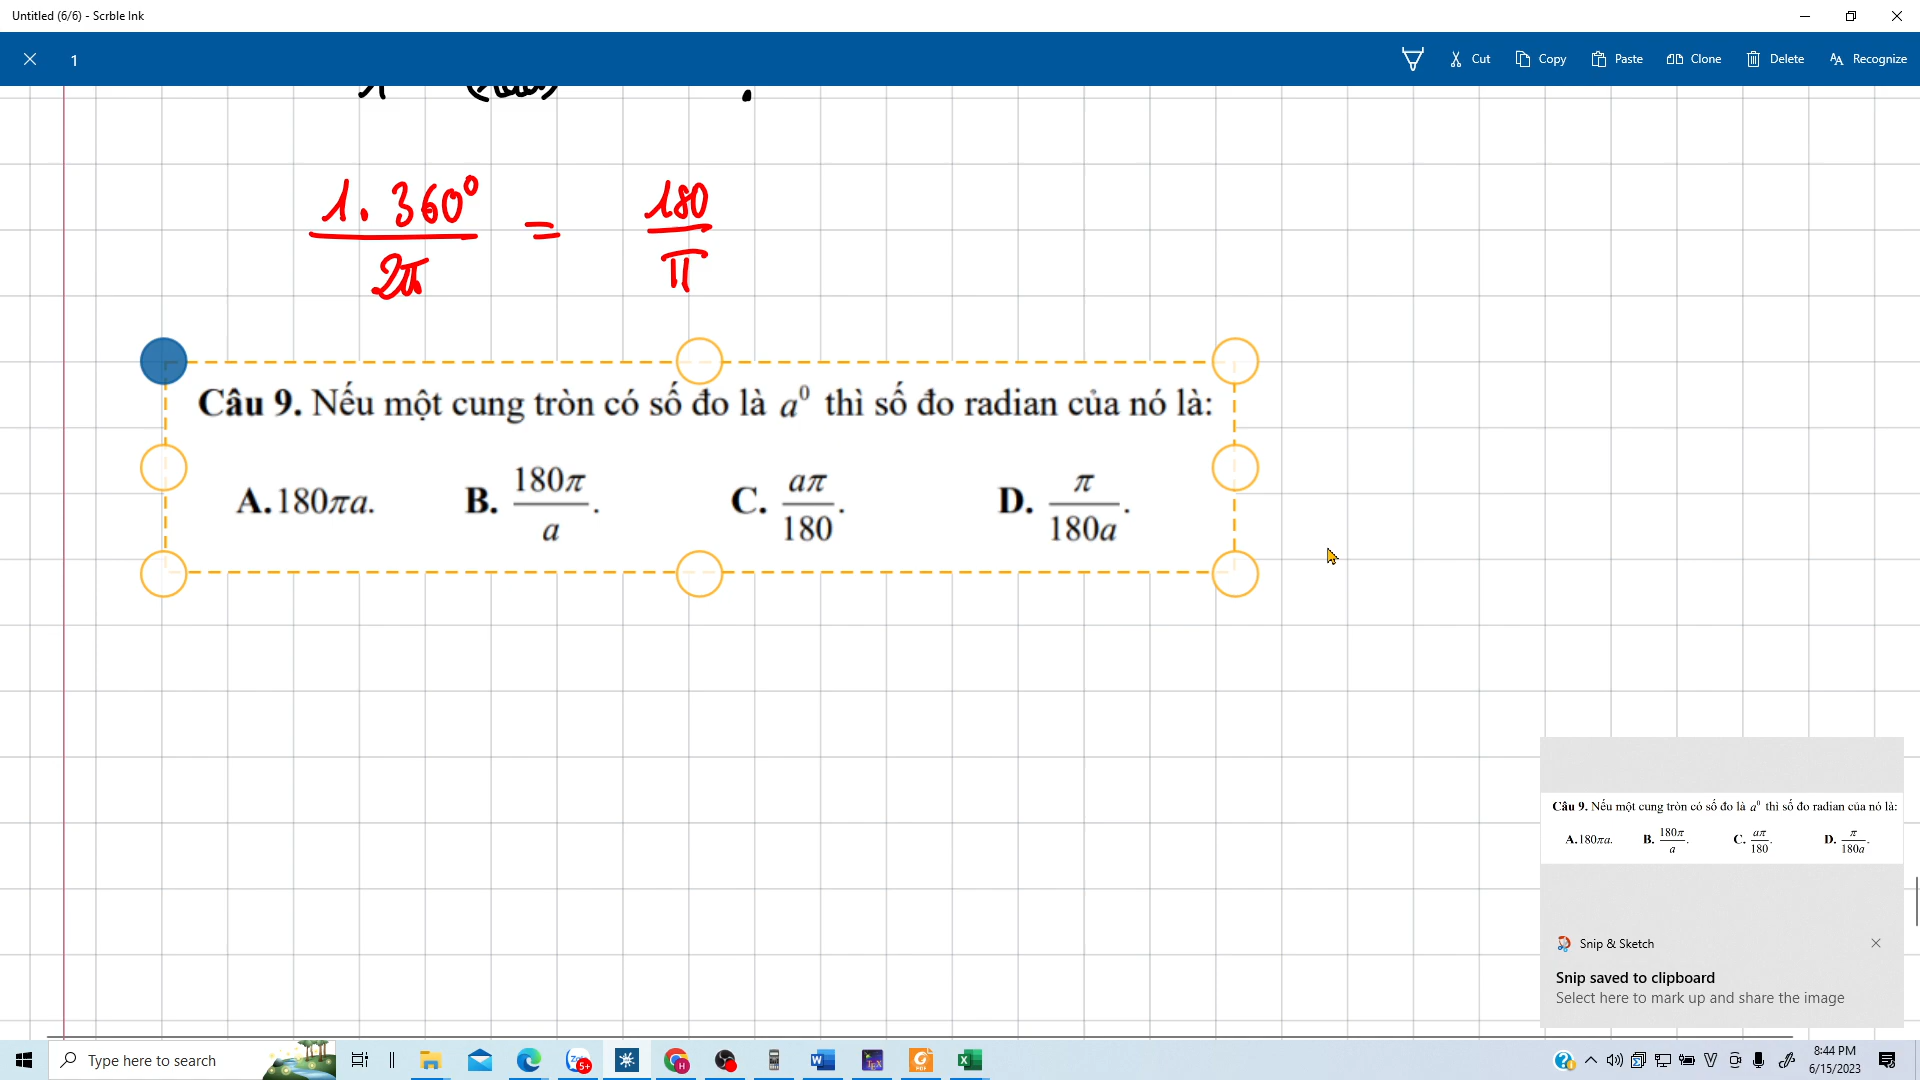 Untitled (6/6) - Scrble Ink
1
Cut
Copy
Paste
Clone
Delete
Recognize
1. 360⁰ / 2π = 180 / π
Câu 9. Nếu một cung tròn có số đo là a⁰ thì số đo radian của nó là:
A. 180πa. B. 180π/a. C. aπ/180. D. π/180a.
Câu 9. Nếu một cung tròn có số đo là a⁰ thì số đo radian của nó là:
A. 180πa. B. 180π/a. C. aπ/180. D. π/180a.
Snip & Sketch
Snip saved to clipboard
Select here to mark up and share the image
Type here to search
5+
8:44 PM
6/15/2023